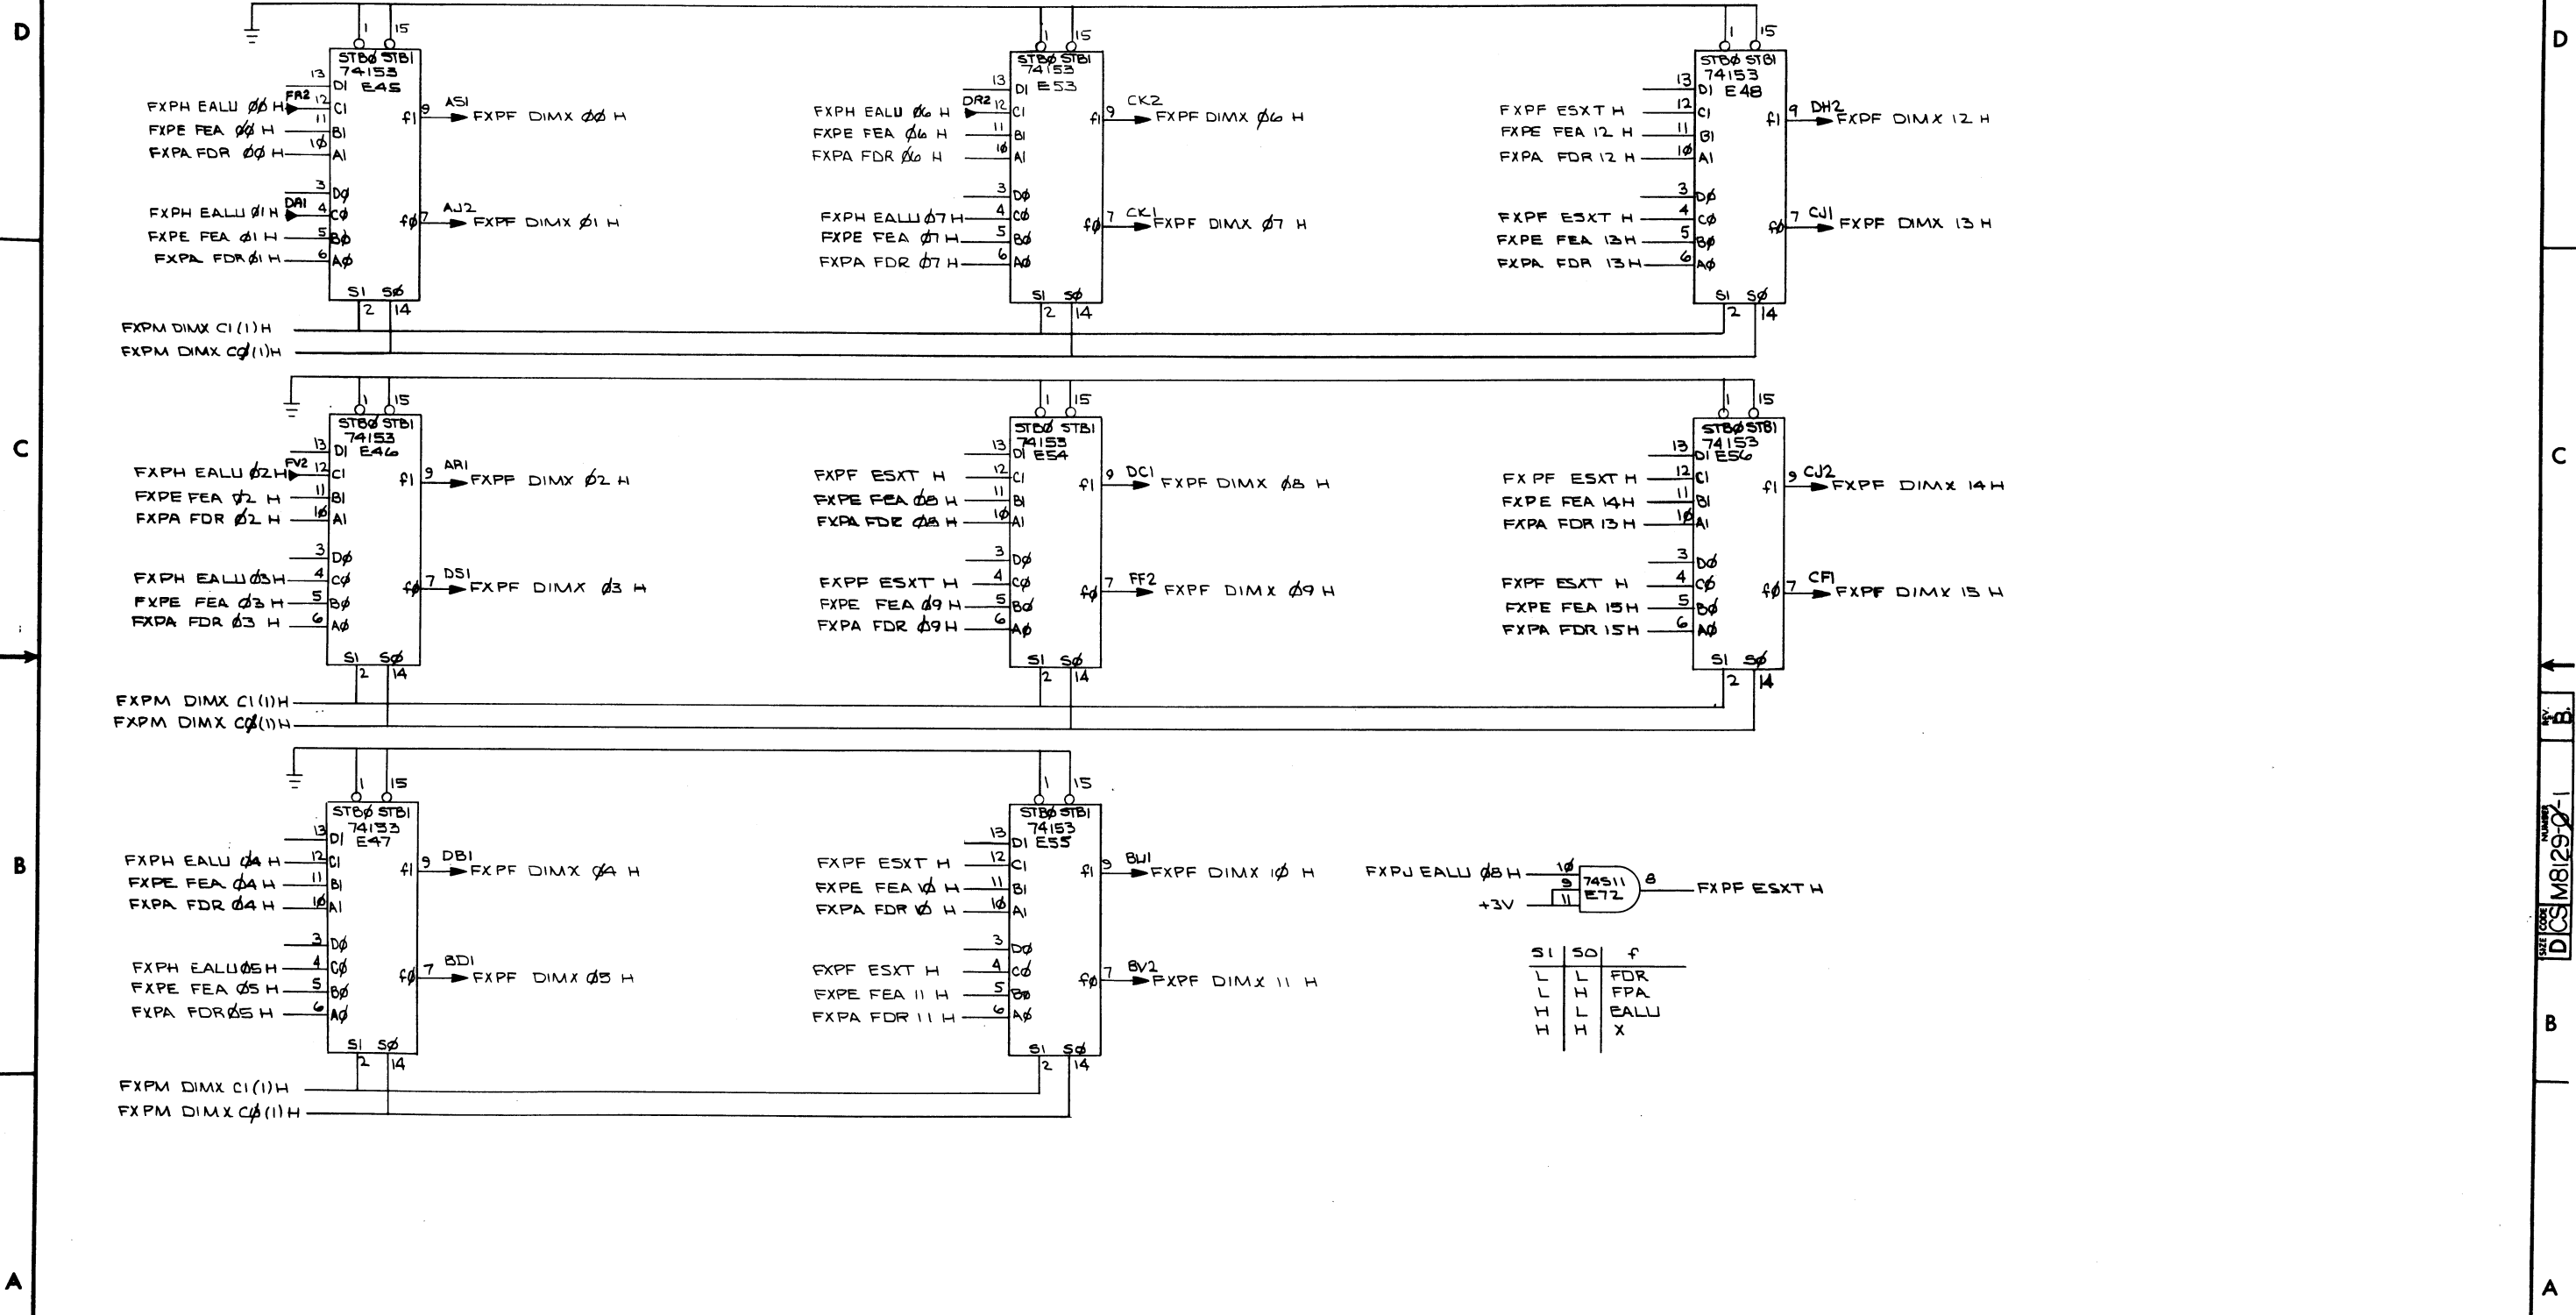 D
D
1 15
STBØ STB1
74153
E45
13 D1
FXPH EALU ØØ H FA2 12 C1
FXPE FEA ØØ H 11 B1
FXPA FDR ØØ H 1Ø A1
f1 9 AS1 FXPF DIMX ØØ H
3 DØ
FXPH EALU Ø1 H DA1 4 CØ
FXPE FEA Ø1 H 5 BØ
FXPA FDR Ø1 H 6 AØ
fØ 7 AJ2 FXPF DIMX Ø1 H
S1 SØ
2 14
1 15
STBØ STB1
74153
E53
13 D1
FXPH EALU Ø6 H DR2 12 C1
FXPE FEA Ø6 H 11 B1
FXPA FDR Ø6 H 1Ø A1
f1 9 CK2 FXPF DIMX Ø6 H
3 DØ
FXPH EALU Ø7 H 4 CØ
FXPE FEA Ø7 H 5 BØ
FXPA FDR Ø7 H 6 AØ
fØ 7 CK1 FXPF DIMX Ø7 H
S1 SØ
2 14
1 15
STBØ STB1
74153
E48
13 D1
FXPF ESXT H 12 C1
FXPE FEA 12 H 11 B1
FXPA FDR 12 H 1Ø A1
f1 9 DH2 FXPF DIMX 12 H
3 DØ
FXPF ESXT H 4 CØ
FXPE FEA 13 H 5 BØ
FXPA FDR 13 H 6 AØ
fØ 7 CJ1 FXPF DIMX 13 H
S1 SØ
2 14
FXPM DIMX C1(1)H
FXPM DIMX CØ(1)H
C
C
1 15
STBØ STB1
74153
E46
13 D1
FXPH EALU Ø2 H FV2 12 C1
FXPE FEA Ø2 H 11 B1
FXPA FDR Ø2 H 1Ø A1
f1 9 AR1 FXPF DIMX Ø2 H
3 DØ
FXPH EALU Ø3 H 4 CØ
FXPE FEA Ø3 H 5 BØ
FXPA FDR Ø3 H 6 AØ
fØ 7 DS1 FXPF DIMX Ø3 H
S1 SØ
2 14
1 15
STBØ STB1
74153
E54
13 D1
FXPF ESXT H 12 C1
FXPE FEA Ø8 H 11 B1
FXPA FDR Ø8 H 1Ø A1
f1 9 DC1 FXPF DIMX Ø8 H
3 DØ
FXPF ESXT H 4 CØ
FXPE FEA Ø9 H 5 BØ
FXPA FDR Ø9 H 6 AØ
fØ 7 FF2 FXPF DIMX Ø9 H
S1 SØ
2 14
1 15
STBØ STB1
74153
E56
13 D1
FXPF ESXT H 12 C1
FXPE FEA 14 H 11 B1
FXPA FDR 13 H 1Ø A1
f1 9 CJ2 FXPF DIMX 14 H
3 DØ
FXPF ESXT H 4 CØ
FXPE FEA 15 H 5 BØ
FXPA FDR 15 H 6 AØ
fØ 7 CF1 FXPF DIMX 15 H
S1 SØ
2 14
FXPM DIMX C1(1)H
FXPM DIMX CØ(1)H
B
B
1 15
STBØ STB1
74153
E47
13 D1
FXPH EALU Ø4 H 12 C1
FXPE FEA Ø4 H 11 B1
FXPA FDR Ø4 H 1Ø A1
f1 9 DB1 FXPF DIMX Ø4 H
3 DØ
FXPH EALU Ø5 H 4 CØ
FXPE FEA Ø5 H 5 BØ
FXPA FDR Ø5 H 6 AØ
fØ 7 BD1 FXPF DIMX Ø5 H
S1 SØ
2 14
1 15
STBØ STB1
74153
E55
13 D1
FXPF ESXT H 12 C1
FXPE FEA 1Ø H 11 B1
FXPA FDR 1Ø H 1Ø A1
f1 9 BU1 FXPF DIMX 1Ø H
3 DØ
FXPF ESXT H 4 CØ
FXPE FEA 11 H 5 BØ
FXPA FDR 11 H 6 AØ
fØ 7 BV2 FXPF DIMX 11 H
S1 SØ
2 14
FXPM DIMX C1(1)H
FXPM DIMX CØ(1)H
FXPJ EALU Ø8 H 1Ø
9
+3V 11
74S11
E72
8 FXPF ESXT H
S1 S0 f
L L FDR
L H FPA
H L EALU
H H X
SIZE CODE NUMBER REV.
D CS M8129-Ø-1 B.
A
A